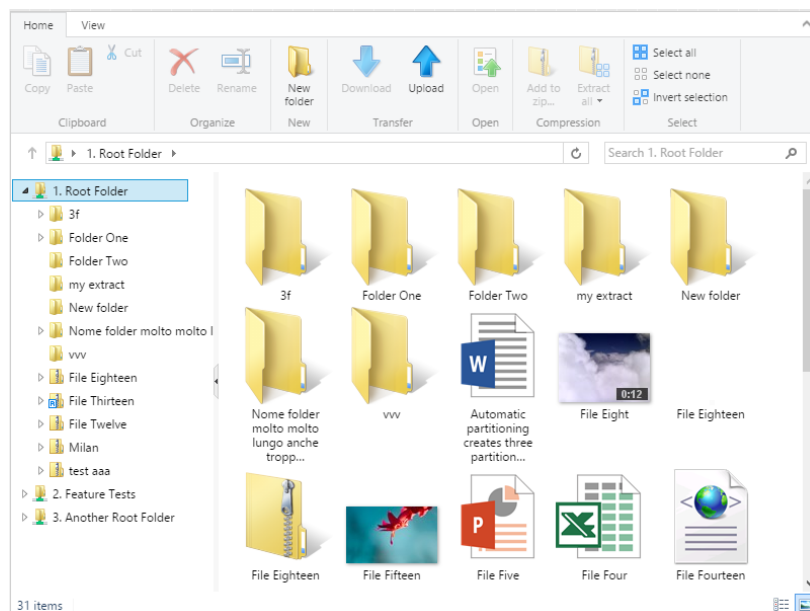 Home View
Copy
Paste
Cut
Delete
Rename
New
folder
Download
Upload
Open
Add to
zip...
Extract
all
Select all
Select none
Invert selection
Clipboard
Organize
New
Transfer
Open
Compression
Select
1. Root Folder
Search 1. Root Folder
1. Root Folder
3f
Folder One
Folder Two
my extract
New folder
Nome folder molto molto l
vvv
File Eighteen
File Thirteen
File Twelve
Milan
test aaa
2. Feature Tests
3. Another Root Folder
3f
Folder One
Folder Two
my extract
New folder
Nome folder
molto molto
lungo anche
tropp...
vvv
W
Automatic
partitioning
creates three
partition...
0:12
File Eight
File Eighteen
File Eighteen
File Fifteen
P
File Five
X
File Four
File Fourteen
31 items